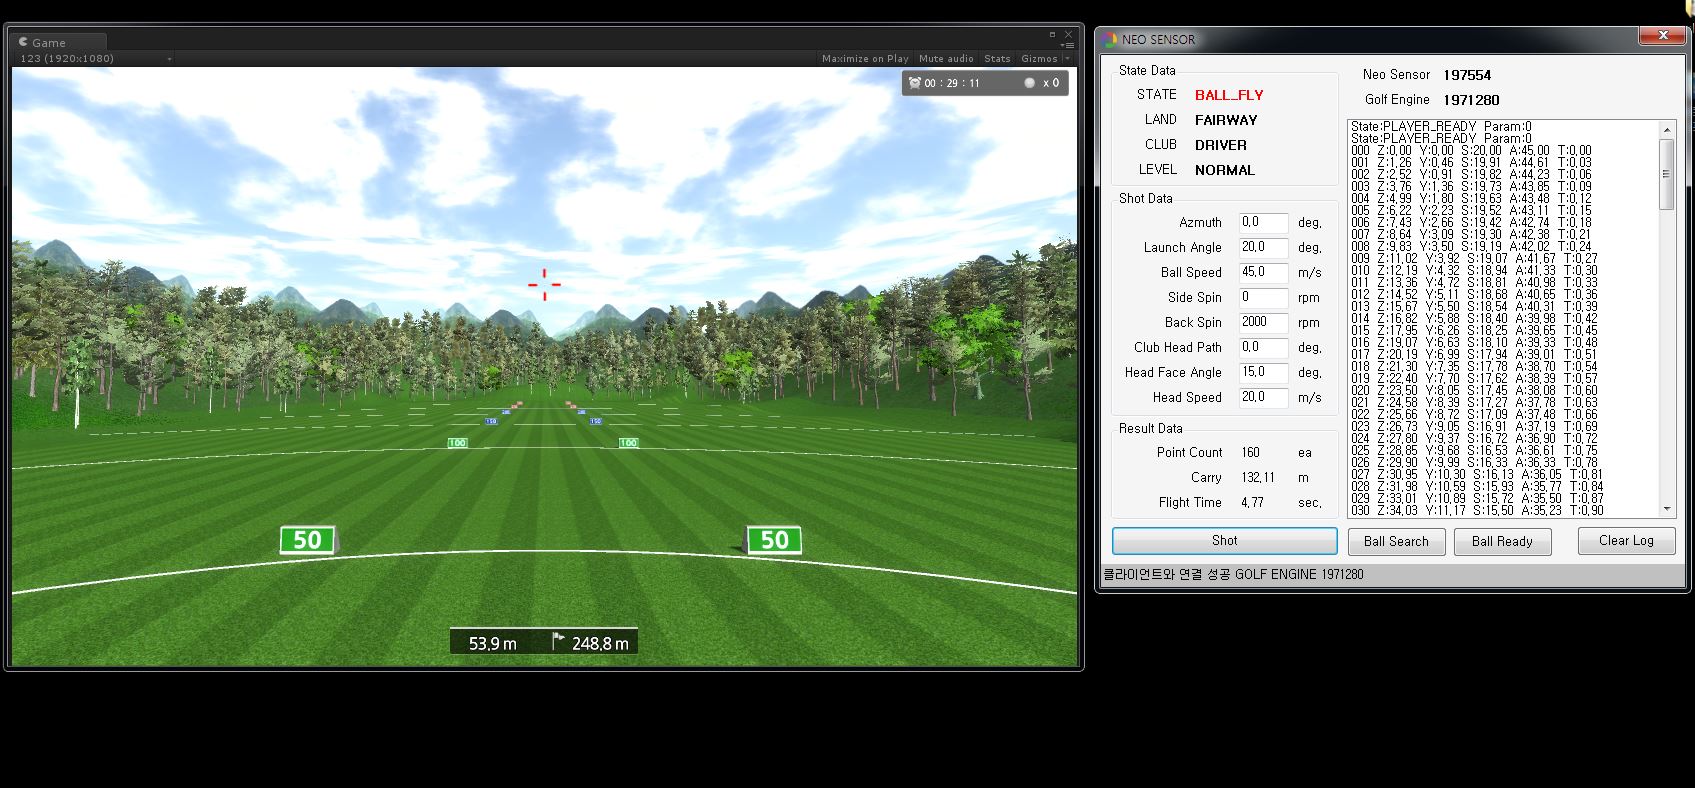 Game
123 (1920x1080)
Maximize on Play Mute audio Stats Gizmos
00 : 29 : 11 x 0
150 150
100 100
50 50
53.9 m 248.8 m
NEO SENSOR
State Data
STATE BALL_FLY
LAND FAIRWAY
CLUB DRIVER
LEVEL NORMAL
Shot Data
Azimuth 0.0 deg.
Launch Angle 20.0 deg.
Ball Speed 45.0 m/s
Side Spin 0 rpm
Back Spin 2000 rpm
Club Head Path 0.0 deg.
Head Face Angle 15.0 deg.
Head Speed 20.0 m/s
Result Data
Point Count 160 ea
Carry 132.11 m
Flight Time 4.77 sec.
Shot
Neo Sensor 197554
Golf Engine 1971280
State:PLAYER_READY Param:0
State:PLAYER_READY Param:0
000 Z:0.00 Y:0.00 S:20.00 A:45.00 T:0.00
001 Z:1.26 Y:0.46 S:19.91 A:44.61 T:0.03
002 Z:2.52 Y:0.91 S:19.82 A:44.23 T:0.06
003 Z:3.76 Y:1.36 S:19.73 A:43.85 T:0.09
004 Z:4.99 Y:1.80 S:19.63 A:43.48 T:0.12
005 Z:6.22 Y:2.23 S:19.52 A:43.11 T:0.15
006 Z:7.43 Y:2.66 S:19.42 A:42.74 T:0.18
007 Z:8.64 Y:3.09 S:19.30 A:42.38 T:0.21
008 Z:9.83 Y:3.50 S:19.19 A:42.02 T:0.24
009 Z:11.02 Y:3.92 S:19.07 A:41.67 T:0.27
010 Z:12.19 Y:4.32 S:18.94 A:41.33 T:0.30
011 Z:13.36 Y:4.72 S:18.81 A:40.98 T:0.33
012 Z:14.52 Y:5.11 S:18.68 A:40.65 T:0.36
013 Z:15.67 Y:5.50 S:18.54 A:40.31 T:0.39
014 Z:16.82 Y:5.88 S:18.40 A:39.98 T:0.42
015 Z:17.95 Y:6.26 S:18.25 A:39.65 T:0.45
016 Z:19.07 Y:6.63 S:18.10 A:39.33 T:0.48
017 Z:20.19 Y:6.99 S:17.94 A:39.01 T:0.51
018 Z:21.30 Y:7.35 S:17.78 A:38.70 T:0.54
019 Z:22.40 Y:7.70 S:17.62 A:38.39 T:0.57
020 Z:23.50 Y:8.05 S:17.45 A:38.08 T:0.60
021 Z:24.58 Y:8.39 S:17.27 A:37.78 T:0.63
022 Z:25.66 Y:8.72 S:17.09 A:37.48 T:0.66
023 Z:26.73 Y:9.05 S:16.91 A:37.19 T:0.69
024 Z:27.80 Y:9.37 S:16.72 A:36.90 T:0.72
025 Z:28.85 Y:9.68 S:16.53 A:36.61 T:0.75
026 Z:29.90 Y:9.99 S:16.33 A:36.33 T:0.78
027 Z:30.95 Y:10.30 S:16.13 A:36.05 T:0.81
028 Z:31.98 Y:10.59 S:15.93 A:35.77 T:0.84
029 Z:33.01 Y:10.89 S:15.72 A:35.50 T:0.87
030 Z:34.03 Y:11.17 S:15.50 A:35.23 T:0.90
Ball Search Ball Ready Clear Log
클라이언트와 연결 성공 GOLF ENGINE 1971280